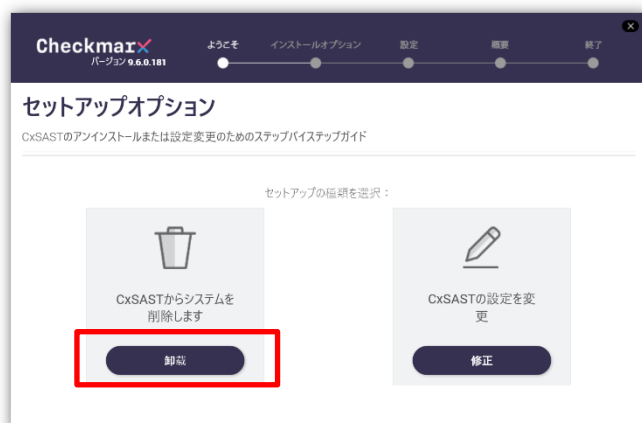 Checkmarx
バージョン 9.6.0.181
ようこそ
インストールオプション
設定
概要
終了
セットアップオプション
CxSASTのアンインストールまたは設定変更のためのステップバイステップガイド
セットアップの種類を選択：
CxSASTからシステムを
削除します
卸裁
CxSASTの設定を変
更
修正